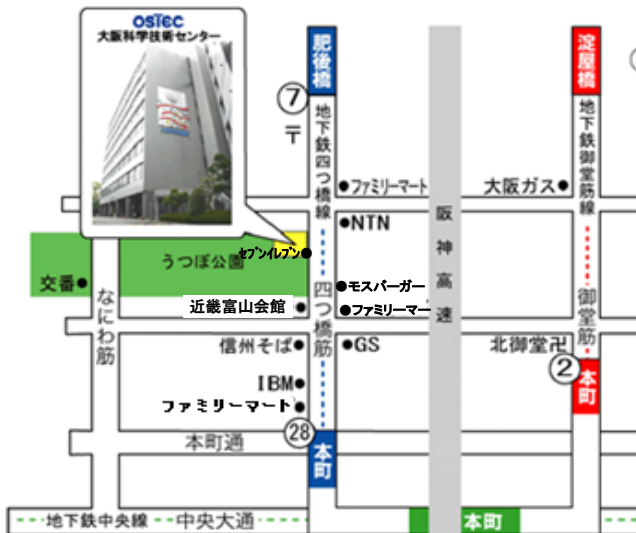 OSTEC
大阪科学技術センター
肥後橋
淀屋橋
⑦
〒
地下鉄四つ橋線
地下鉄御堂筋線
ファミリーマート
大阪ガス
NTN
阪神高速
セブンイレブン
うつぼ公園
交番
モスバーガー
近畿富山会館
ファミリーマー
四つ橋筋
御堂筋
なにわ筋
信州そば
GS
北御堂卍
②
IBM
ファミリーマート
本町
㉘
本町通
本町
地下鉄中央線
中央大通
本町